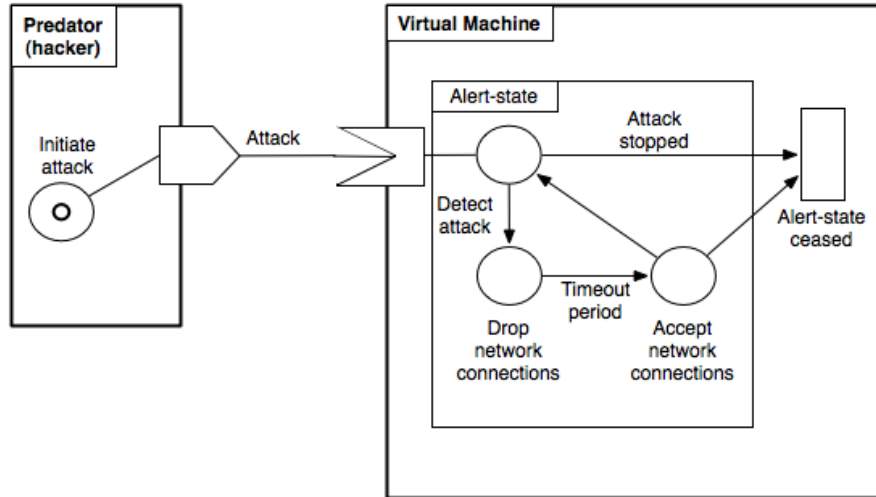 Predator
(hacker)
Initiate
attack
Attack
Virtual Machine
Alert-state
Attack
stopped
Detect
attack
Timeout
period
Drop
network
connections
Accept
network
connections
Alert-state
ceased